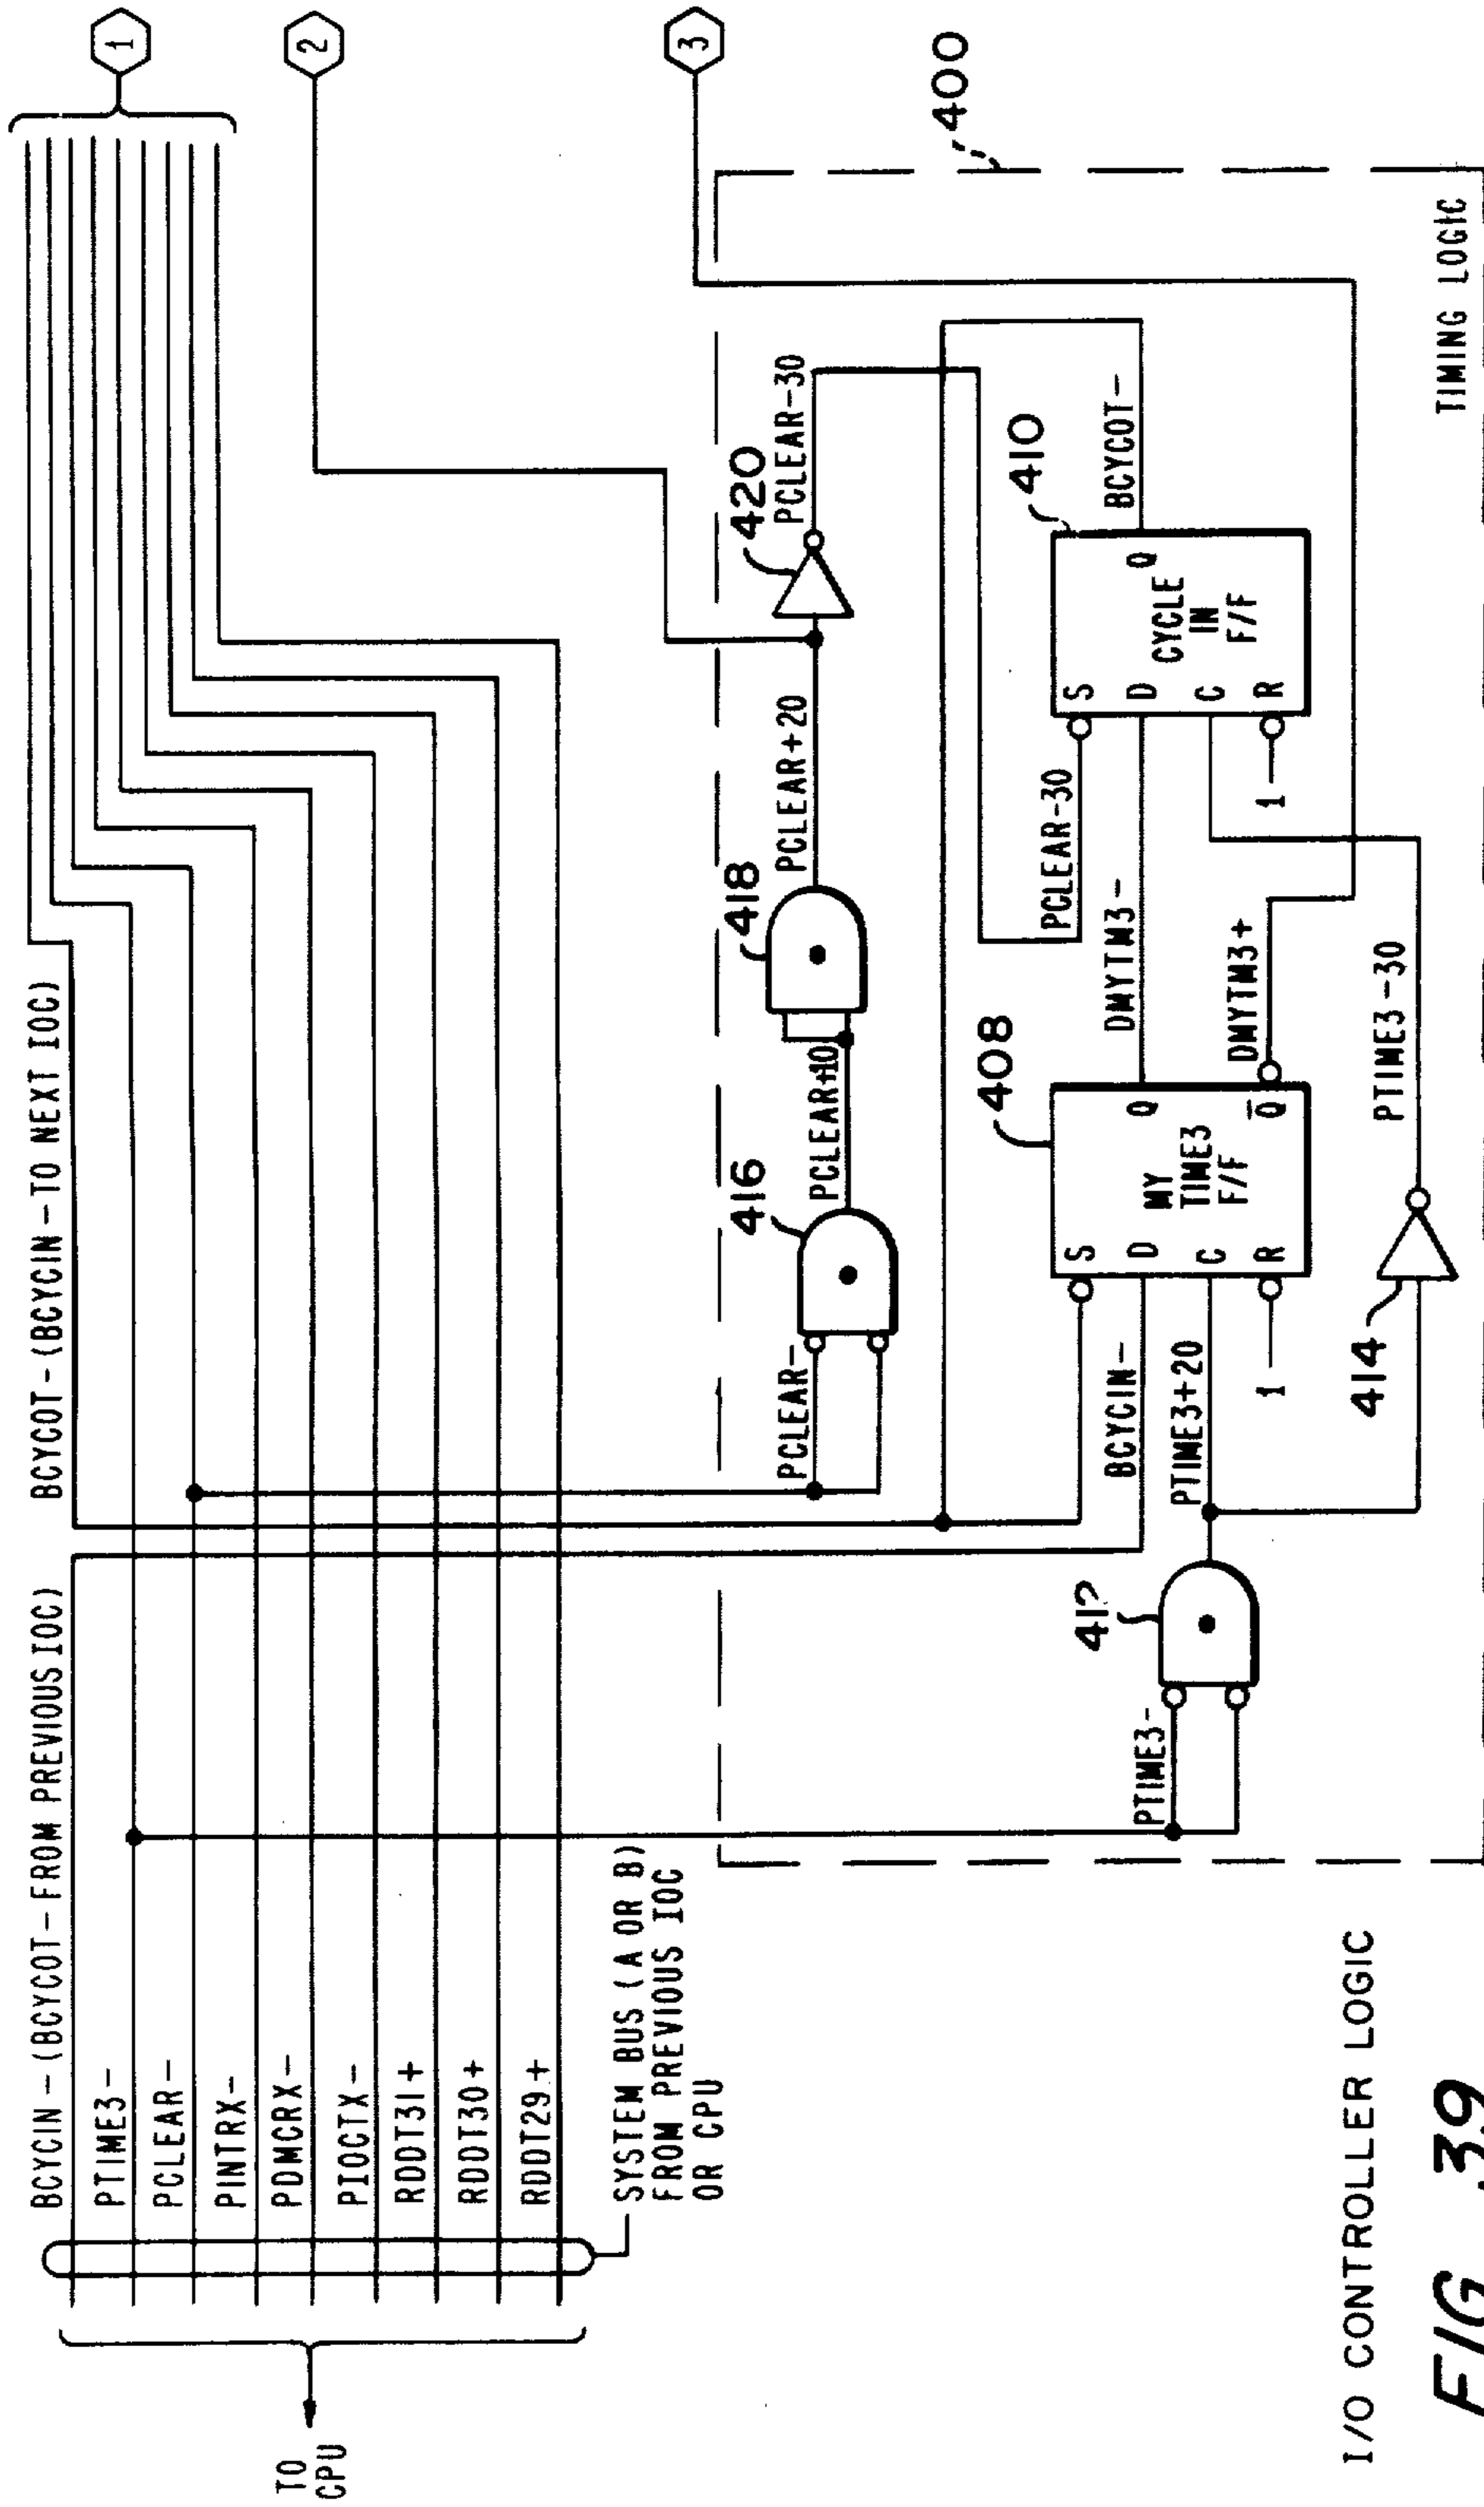 BCYCIN-(BCYCOT-FROM PREVIOUS IOC)
BCYCOT-(BCYCIN-TO NEXT IOC)
PTIME3-
PCLEAR-
PINTRX-
PDMCRX-
PIOCTX-
RDDT31+
RDDT30+
RDDT29+
TO
CPU
SYSTEM BUS (A OR B)
FROM PREVIOUS IOC
OR CPU
1
2
3
400
PCLEAR-
416
PCLEAR+10
418
PCLEAR+20
420
PCLEAR-30
PTIME3-
412
BCYCIN-
PTIME3+20
1
414
408
S
D
C
R
MY
TIME3
F/F
Q
Q̅
DMYTM3-
DMYTM3+
PTIME3-30
PCLEAR-30
1
410
S
D
C
R
CYCLE
IN
F/F
Q
BCYCOT-
TIMING LOGIC
I/O CONTROLLER LOGIC
FIG. 39